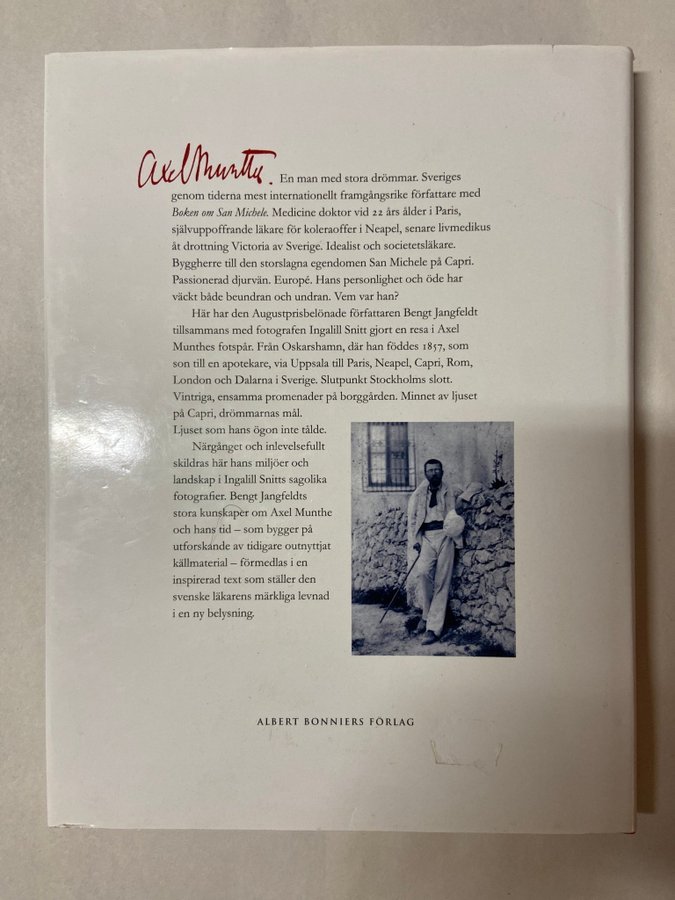 Axel Munthe. En man med stora drömmar. Sveriges
genom tiderna mest internationellt framgångsrike författare med
Boken om San Michele. Medicine doktor vid 22 års ålder i Paris,
självuppoffrande läkare för koleraoffer i Neapel, senare livmedikus
åt drottning Victoria av Sverige. Idealist och societetsläkare.
Byggherre till den storslagna egendomen San Michele på Capri.
Passionerad djurvän. Europé. Hans personlighet och öde har
väckt både beundran och undran. Vem var han?
Här har den Augustprisbelönade författaren Bengt Jangfeldt
tillsammans med fotografen Ingalill Snitt gjort en resa i Axel
Munthes fotspår. Från Oskarshamn, där han föddes 1857, som
son till en apotekare, via Uppsala till Paris, Neapel, Capri, Rom,
London och Dalarna i Sverige. Slutpunkt Stockholms slott.
Vintriga, ensamma promenader på borggården. Minnet av ljuset
på Capri, drömmarnas mål.
Ljuset som hans ögon inte tålde.
Närgånget och inlevelsefullt
skildras här hans miljöer och
landskap i Ingalill Snitts sagolika
fotografier. Bengt Jangfeldts
stora kunskaper om Axel Munthe
och hans tid – som bygger på
utforskande av tidigare outnyttjat
källmaterial – förmedlas i en
inspirerad text som ställer den
svenske läkarens märkliga levnad
i en ny belysning.
ALBERT BONNIERS FÖRLAG